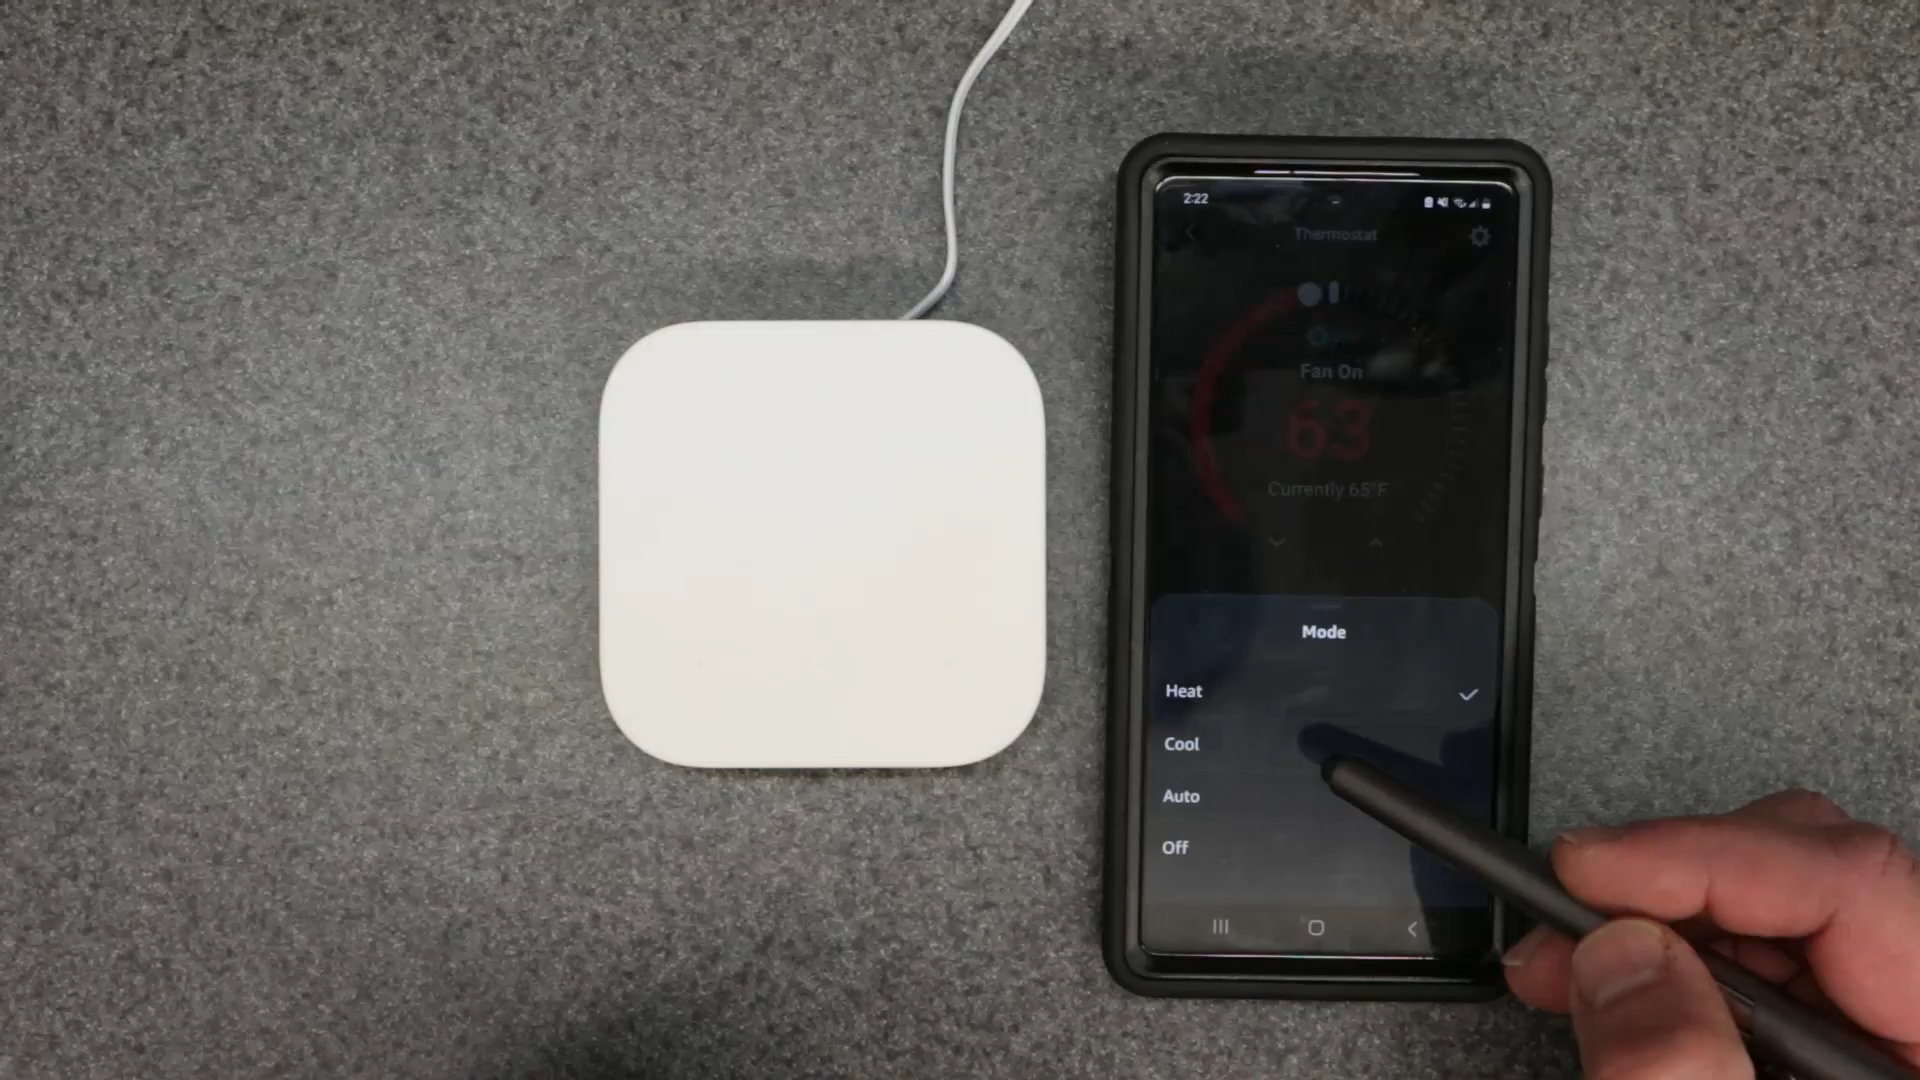 2:22
Thermostat
Fan On
63
Currently 65°F
Mode
Heat
Cool
Auto
Off